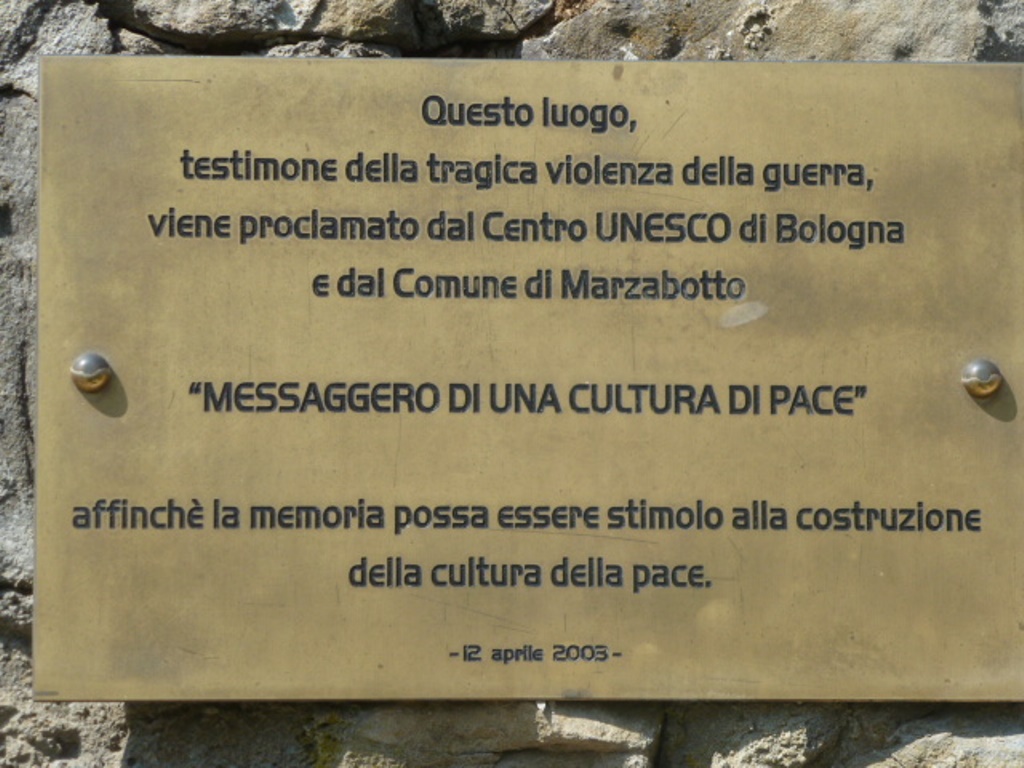 Questo luogo,
testimone della tragica violenza della guerra,
viene proclamato dal Centro UNESCO di Bologna
e dal Comune di Marzabotto
“MESSAGGERO DI UNA CULTURA DI PACE”
affinchè la memoria possa essere stimolo alla costruzione
della cultura della pace.
- 12 aprile 2003 -